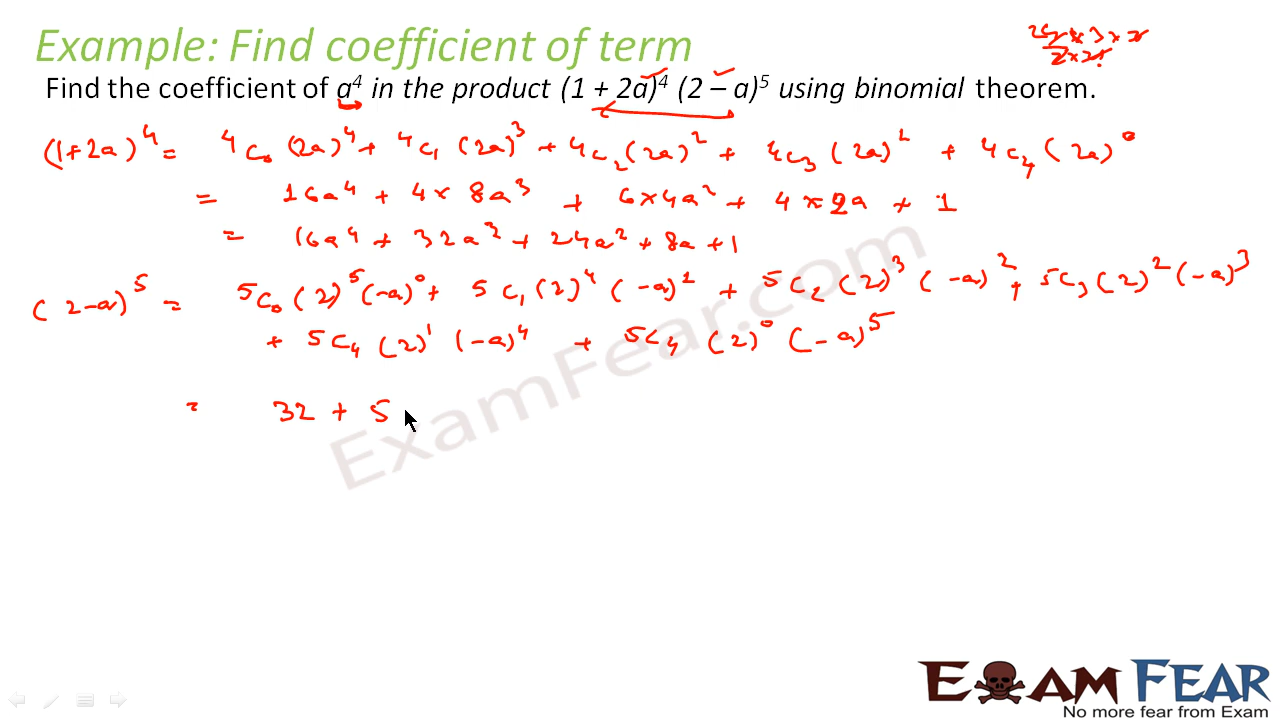 Example: Find coefficient of term
Find the coefficient of a⁴ in the product (1 + 2a)⁴ (2 – a)⁵ using binomial theorem.
(1+2a)⁴ = 4C₀ (2a)⁴ + 4C₁ (2a)³ + 4C₂ (2a)² + 4C₃ (2a)¹ + 4C₄ (2a)⁰
= 16a⁴ + 4 × 8a³ + 6×4a² + 4 × 2a + 1
= 16a⁴ + 32a³ + 24a² + 8a + 1
(2-a)⁵ = 5C₀ (2)⁵ (-a)⁰ + 5C₁ (2)⁴ (-a)¹ + 5C₂ (2)³ (-a)² + 5C₃ (2)² (-a)³
+ 5C₄ (2)¹ (-a)⁴ + 5C₄ (2)⁰ (-a)⁵
= 32 + 5
ExamFear.com
EXAM FEAR
No more fear from Exam